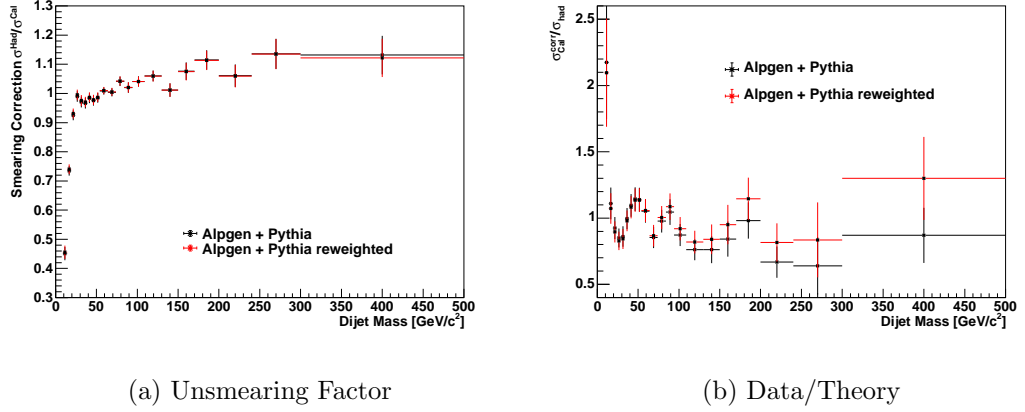 Smearing Correction σ^Had/σ^Cal
1.3
1.2
1.1
1
0.9
0.8
0.7
0.6
0.5
0.4
0.3
Alpgen + Pythia
Alpgen + Pythia reweighted
0 50 100 150 200 250 300 350 400 450 500
Dijet Mass [GeV/c²]
(a) Unsmearing Factor
σ^corr_Cal/σ_had
2.5
2
1.5
1
0.5
Alpgen + Pythia
Alpgen + Pythia reweighted
0 50 100 150 200 250 300 350 400 450 500
Dijet Mass [GeV/c²]
(b) Data/Theory